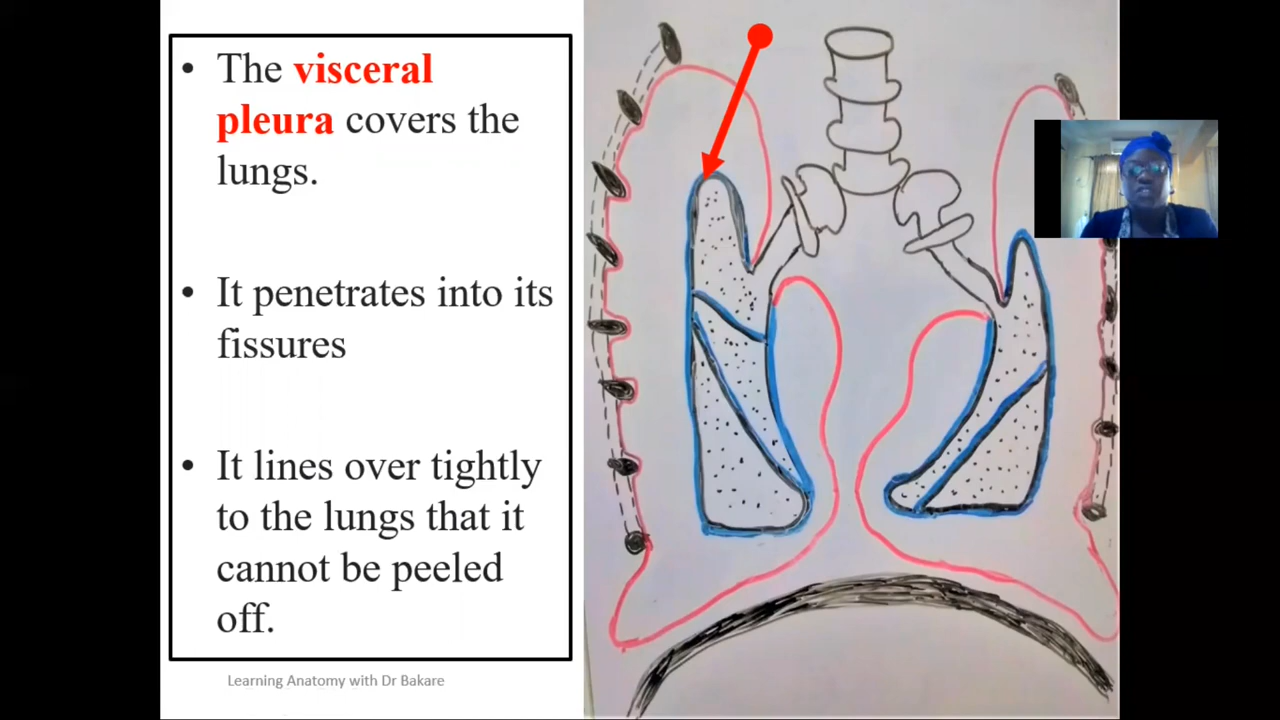 • The visceral
pleura covers the
lungs.
• It penetrates into its
fissures
• It lines over tightly
to the lungs that it
cannot be peeled
off.
Learning Anatomy with Dr Bakare